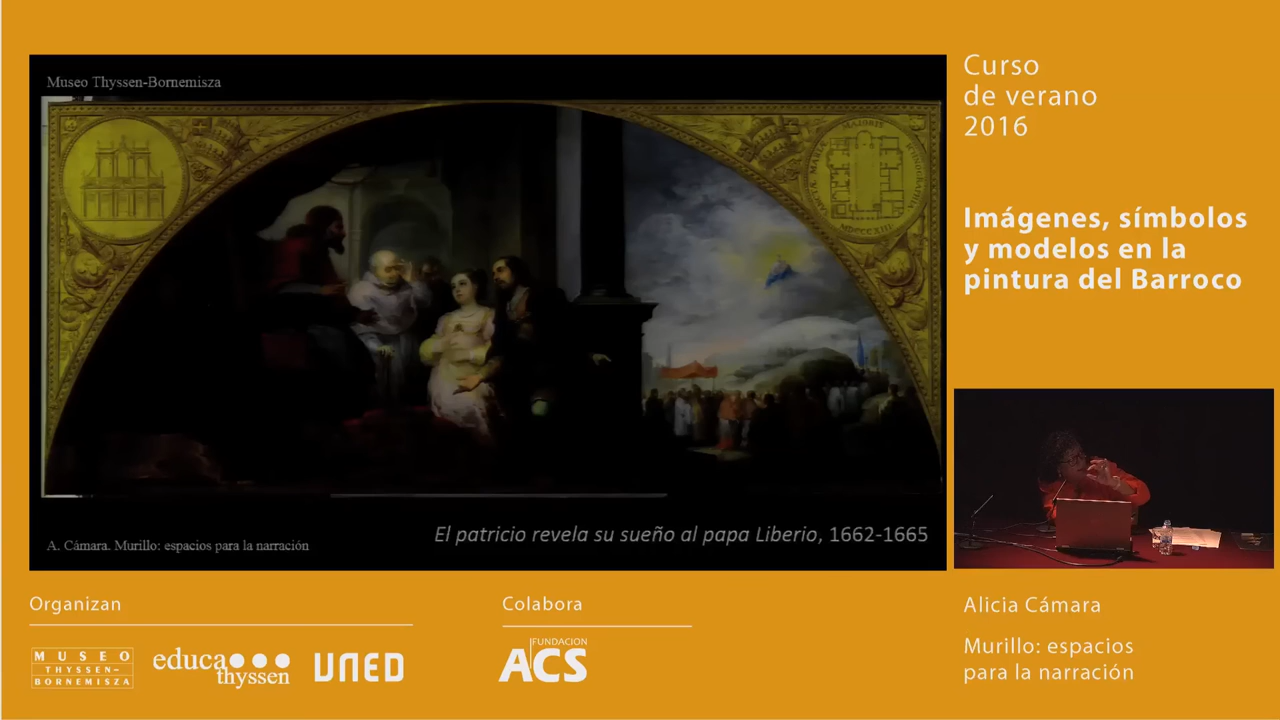 Museo Thyssen-Bornemisza
El patricio revela su sueño al papa Liberio, 1662-1665
A. Cámara. Murillo: espacios para la narración
Curso
de verano
2016
Imágenes, símbolos
y modelos en la
pintura del Barroco
Alicia Cámara
Murillo: espacios
para la narración
Organizan
MUSEO
THYSSEN-
BORNEMISZA
educa
thyssen
UNED
Colabora
FUNDACION
ACS